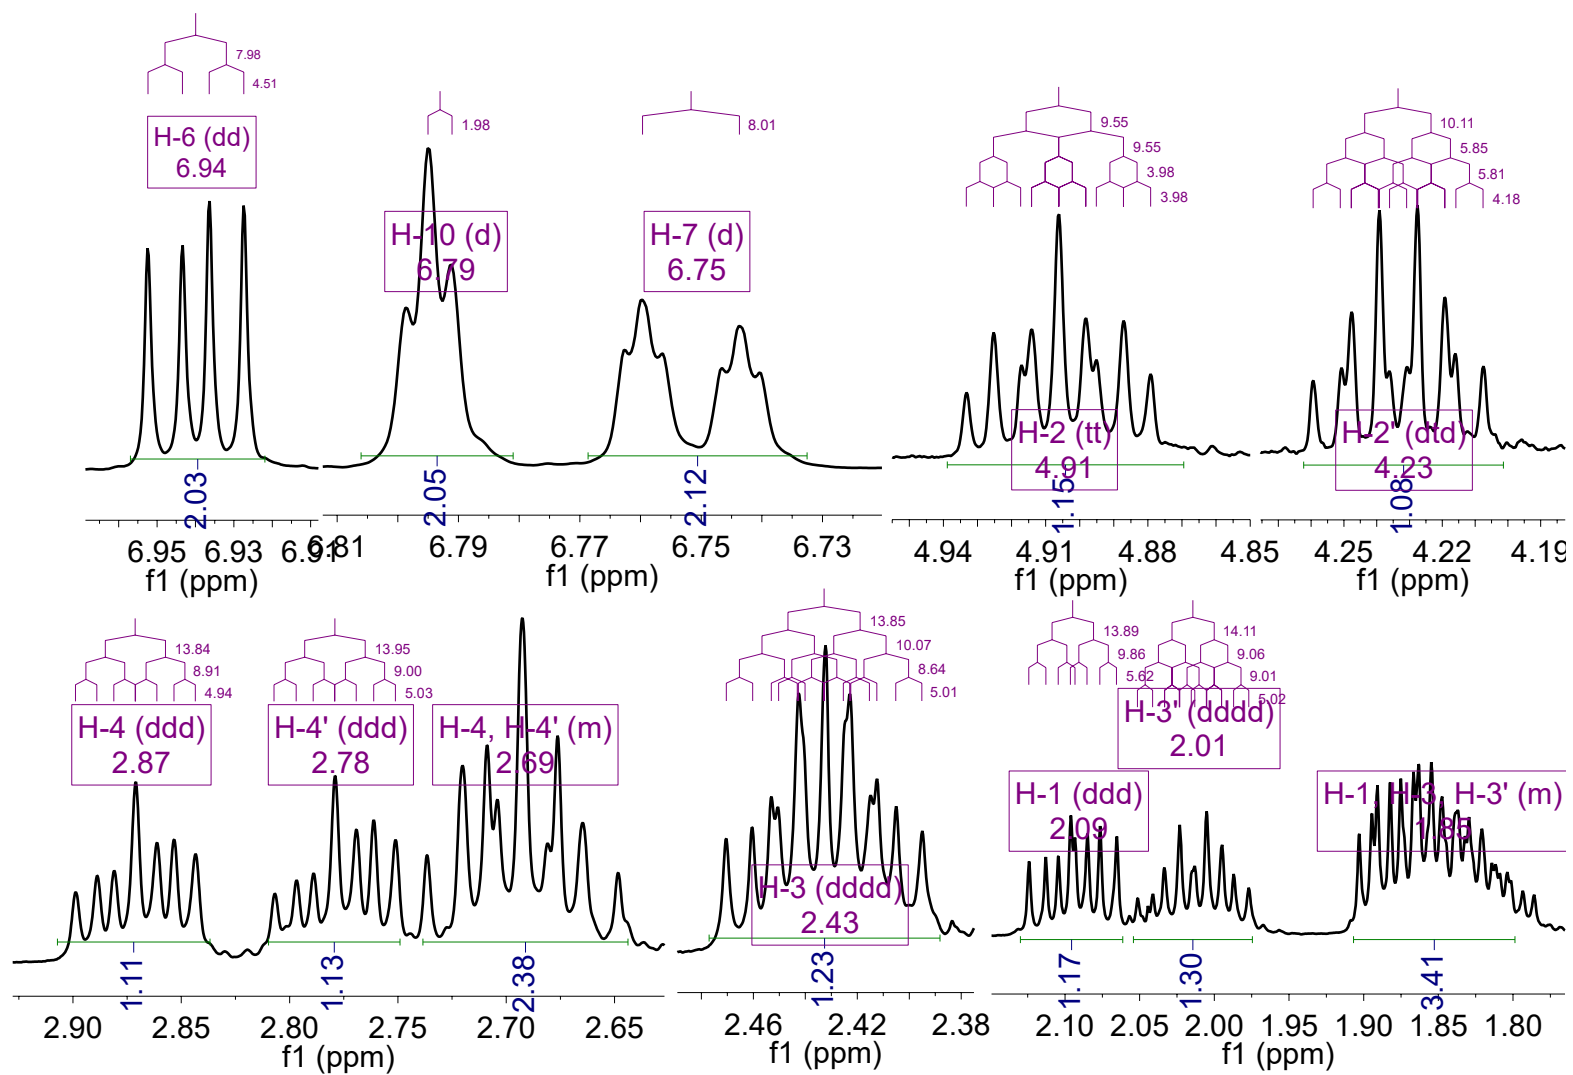 7.98
4.51
H-6 (dd)
6.94
2.03
6.95 6.93 6.91
f1 (ppm)
1.98
H-10 (d)
6.79
2.05
8.01
H-7 (d)
6.75
2.12
6.81 6.79 6.77 6.75 6.73
f1 (ppm)
9.55
9.55
3.98
3.98
H-2 (tt)
4.91
1.15
4.94 4.91 4.88 4.85
f1 (ppm)
10.11
5.85
5.81
4.18
H-2' (dtd)
4.23
1.08
4.25 4.22 4.19
f1 (ppm)
13.84
8.91
4.94
H-4 (ddd)
2.87
1.11
13.95
9.00
5.03
H-4' (ddd)
2.78
1.13
H-4, H-4' (m)
2.69
2.38
2.90 2.85 2.80 2.75 2.70 2.65
f1 (ppm)
13.85
10.07
8.64
5.01
H-3 (dddd)
2.43
1.23
2.46 2.42 2.38
f1 (ppm)
13.89
9.86
5.62
H-1 (ddd)
2.09
1.17
14.11
9.06
9.01
5.02
H-3' (dddd)
2.01
1.30
H-1, H-3, H-3' (m)
1.85
3.41
2.10 2.05 2.00 1.95 1.90 1.85 1.80
f1 (ppm)